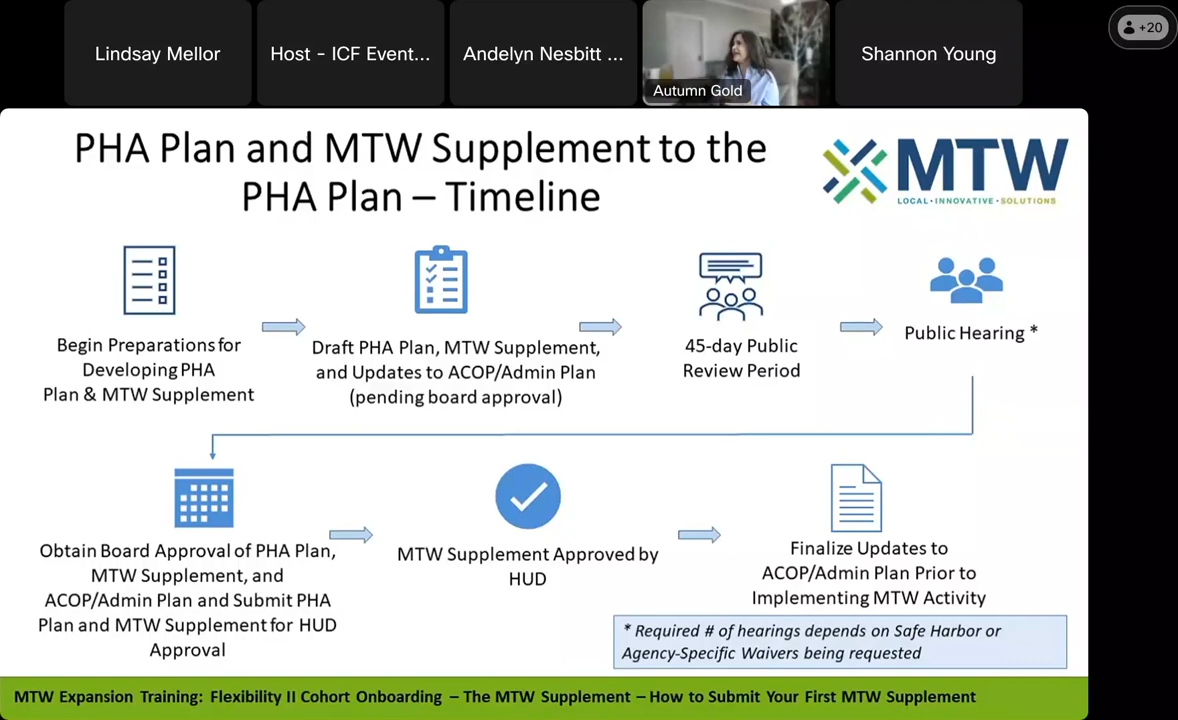 Lindsay Mellor
Host - ICF Event...
Andelyn Nesbitt ...
Autumn Gold
Shannon Young
+20
PHA Plan and MTW Supplement to the
PHA Plan – Timeline
MTW
LOCAL • INNOVATIVE • SOLUTIONS
Begin Preparations for
Developing PHA
Plan & MTW Supplement
Draft PHA Plan, MTW Supplement,
and Updates to ACOP/Admin Plan
(pending board approval)
45-day Public
Review Period
Public Hearing *
Obtain Board Approval of PHA Plan,
MTW Supplement, and
ACOP/Admin Plan and Submit PHA
Plan and MTW Supplement for HUD
Approval
MTW Supplement Approved by
HUD
Finalize Updates to
ACOP/Admin Plan Prior to
Implementing MTW Activity
* Required # of hearings depends on Safe Harbor or
Agency-Specific Waivers being requested
MTW Expansion Training: Flexibility II Cohort Onboarding – The MTW Supplement – How to Submit Your First MTW Supplement